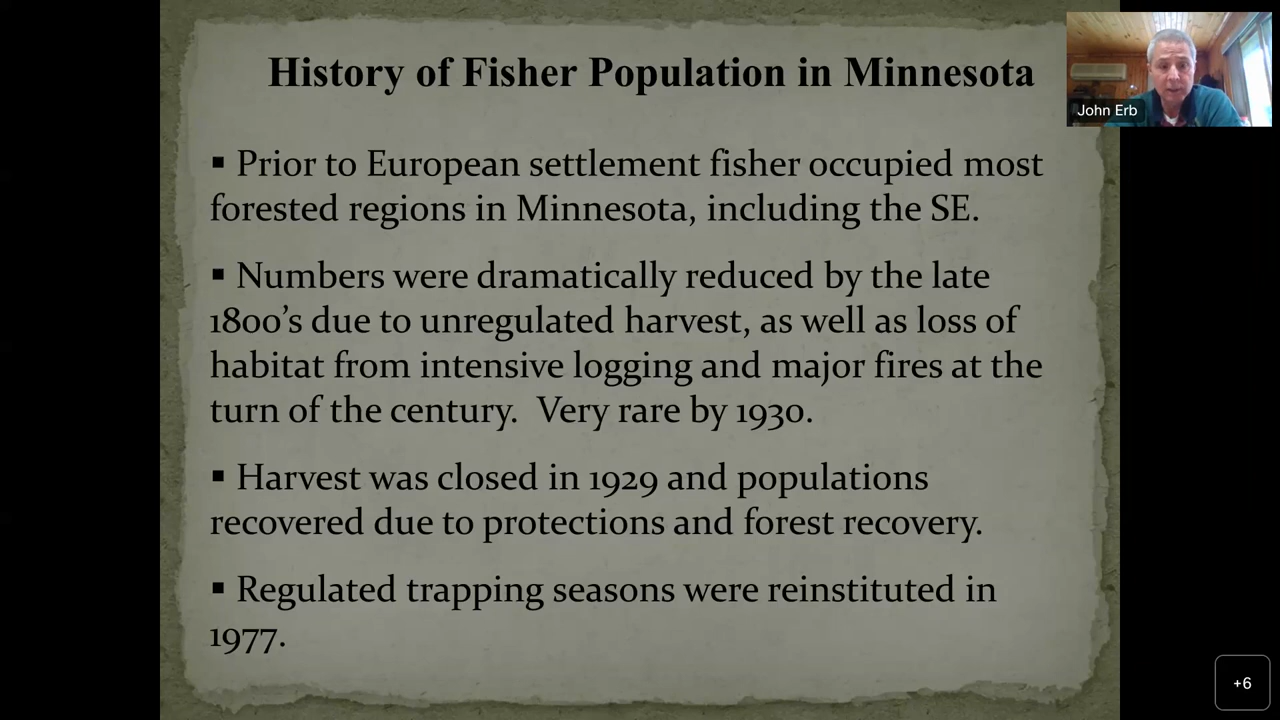 History of Fisher Population in Minnesota
John Erb
▪ Prior to European settlement fisher occupied most
forested regions in Minnesota, including the SE.
▪ Numbers were dramatically reduced by the late
1800’s due to unregulated harvest, as well as loss of
habitat from intensive logging and major fires at the
turn of the century.  Very rare by 1930.
▪ Harvest was closed in 1929 and populations
recovered due to protections and forest recovery.
▪ Regulated trapping seasons were reinstituted in
1977.
+6